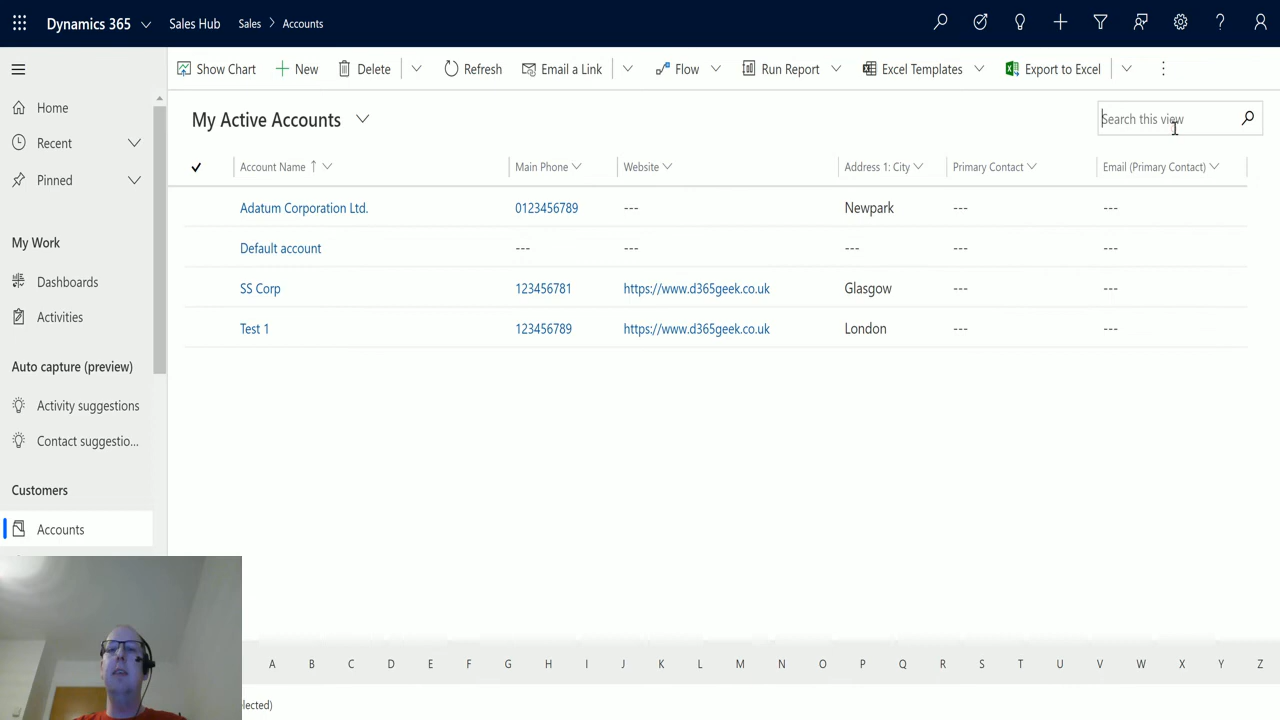 Dynamics 365 Sales Hub Sales > Accounts
Show Chart New Delete Refresh Email a Link Flow Run Report Excel Templates Export to Excel
My Active Accounts
Search this view
Account Name ↑ Main Phone Website Address 1: City Primary Contact Email (Primary Contact)
Adatum Corporation Ltd. 0123456789 --- Newpark --- ---
Default account --- --- --- --- ---
SS Corp 123456781 https://www.d365geek.co.uk Glasgow --- ---
Test 1 123456789 https://www.d365geek.co.uk London --- ---
Home
Recent
Pinned
My Work
Dashboards
Activities
Auto capture (preview)
Activity suggestions
Contact suggestio...
Customers
Accounts
A B C D E F G H I J K L M N O P Q R S T U V W X Y Z
elected)